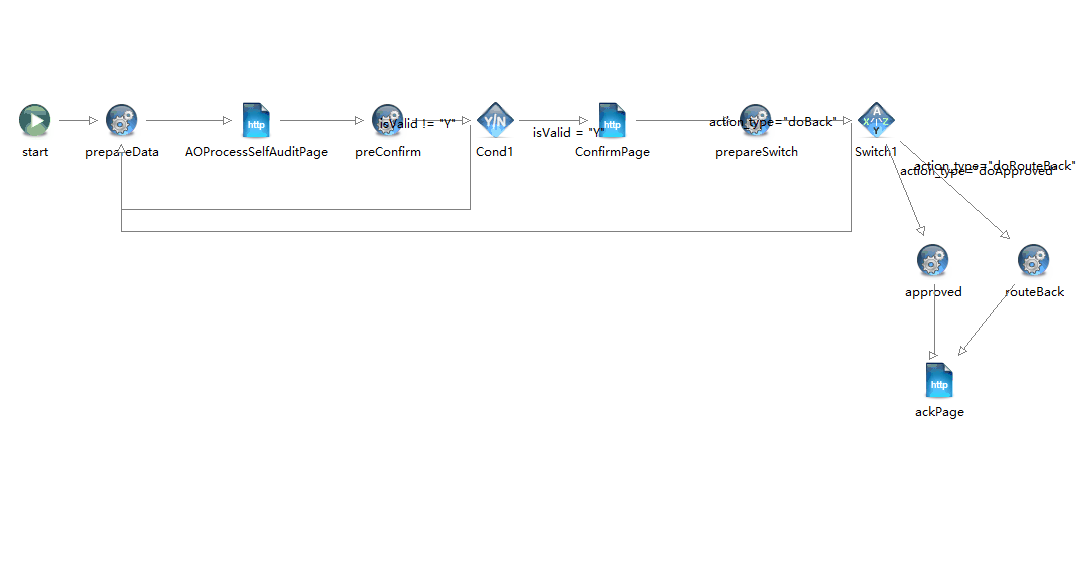 start
prepareData
http
AOProcessSelfAuditPage
preConfirm
isValid != "Y"
Y/N
Cond1
isValid = "Y"
http
ConfirmPage
action_type="doBack"
prepareSwitch
A
X Z
Y
Switch1
action_type="doRouteBack"
action_type="doApproved"
approved
routeBack
http
ackPage